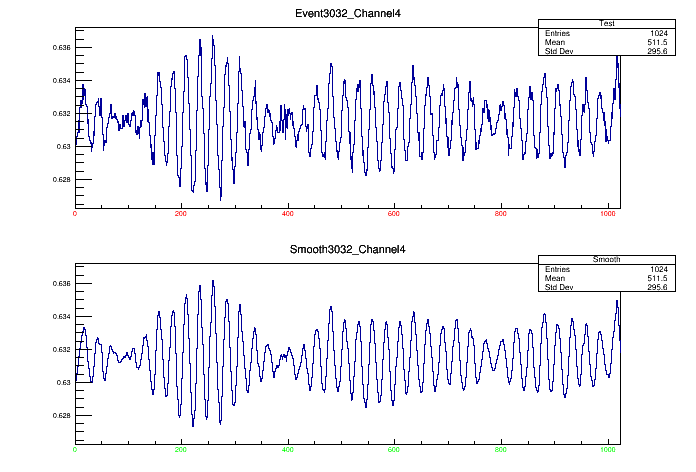 Event3032_Channel4
Test
Entries 1024
Mean 511.5
Std Dev 295.6
0.636
0.634
0.632
0.63
0.628
0 200 400 600 800 1000
Smooth3032_Channel4
Smooth
Entries 1024
Mean 511.5
Std Dev 295.6
0.636
0.634
0.632
0.63
0.628
0 200 400 600 800 1000